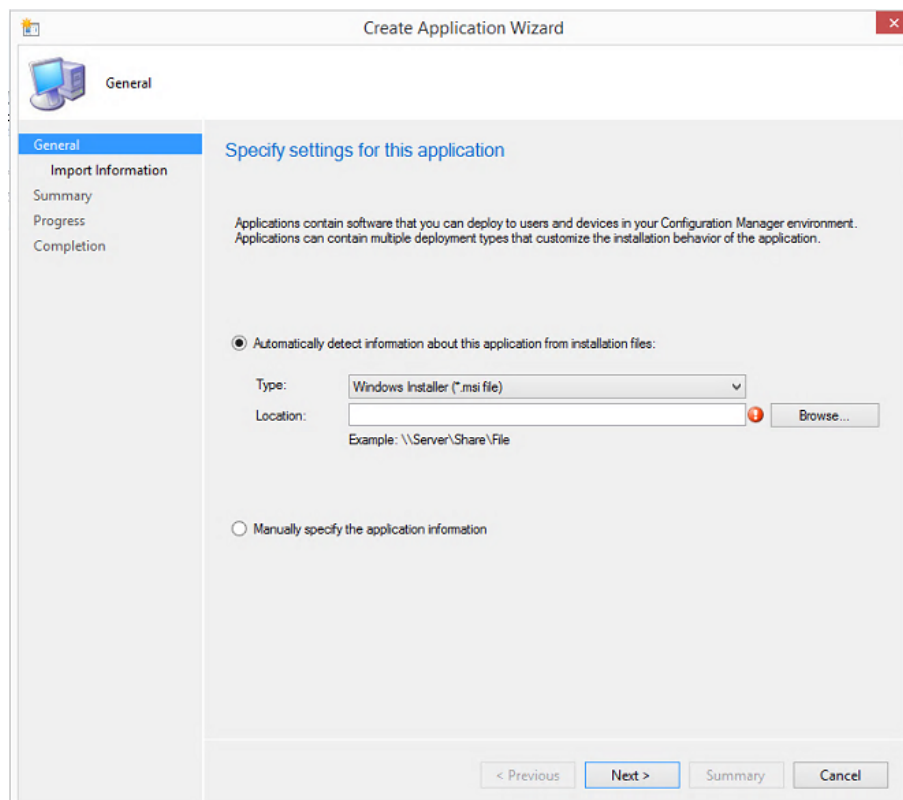 Create Application Wizard
General
General
Import Information
Summary
Progress
Completion
Specify settings for this application
Applications contain software that you can deploy to users and devices in your Configuration Manager environment.
Applications can contain multiple deployment types that customize the installation behavior of the application.
Automatically detect information about this application from installation files:
Type:
Windows Installer (*.msi file)
Location:
Browse...
Example: \\Server\Share\File
Manually specify the application information
< Previous
Next >
Summary
Cancel